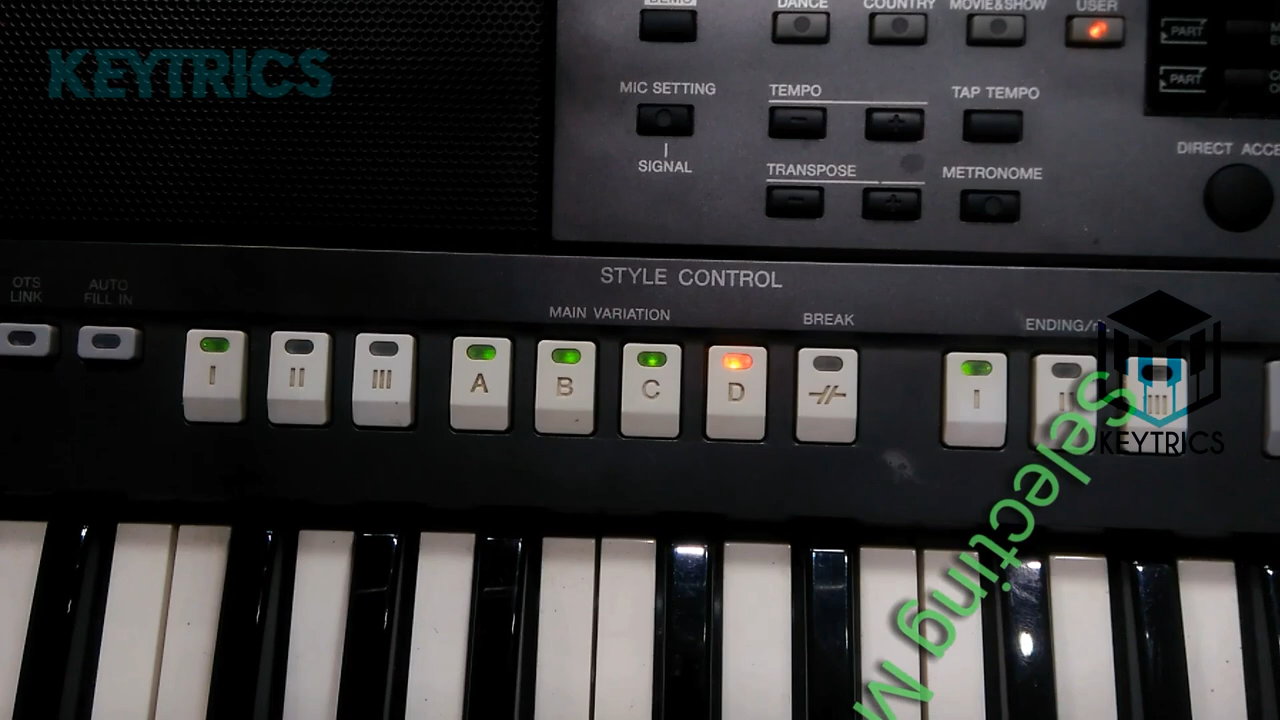 DEMO
DANCE
COUNTRY
MOVIE&SHOW
USER
KEYTRICS
PART
PART
MIC SETTING
TEMPO
TAP TEMPO
- +
SIGNAL
TRANSPOSE
METRONOME
- +
DIRECT ACCE
STYLE CONTROL
OTS
LINK
AUTO
FILL IN
MAIN VARIATION
BREAK
ENDING/
I II III A B C D I II III
KEYTRICS
Selecting M